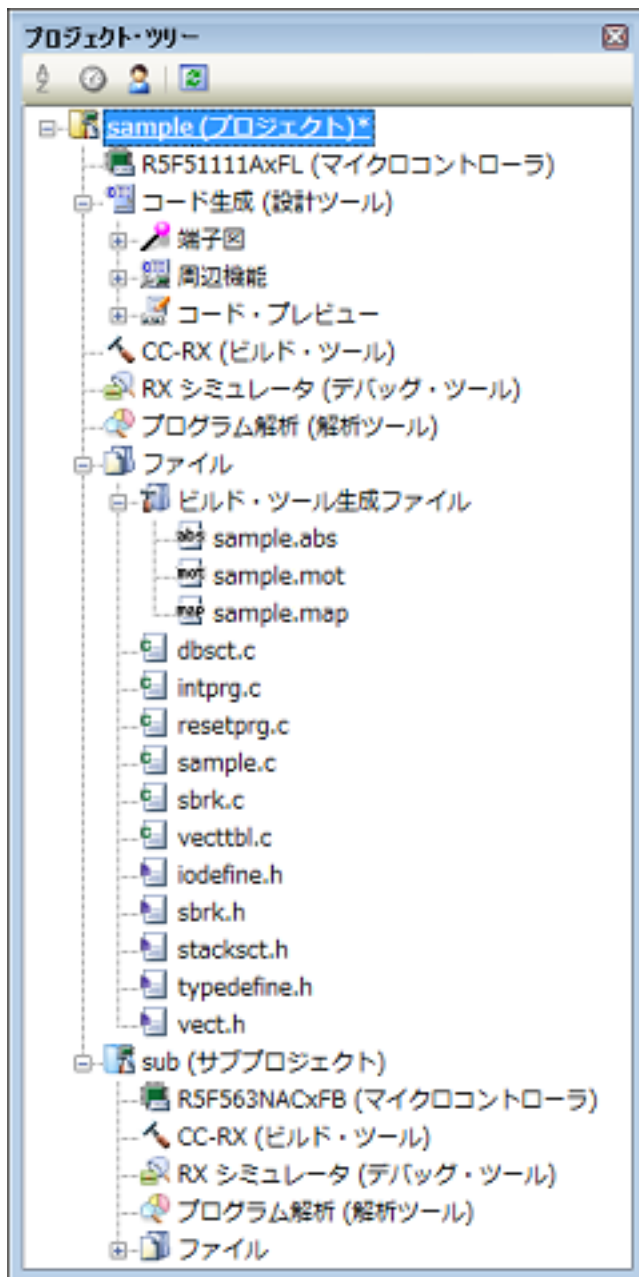 プロジェクト・ツリー
sample (プロジェクト)*
R5F51111AxFL (マイクロコントローラ)
コード生成 (設計ツール)
端子図
周辺機能
コード・プレビュー
CC-RX (ビルド・ツール)
RX シミュレータ (デバッグ・ツール)
プログラム解析 (解析ツール)
ファイル
ビルド・ツール生成ファイル
abs sample.abs
mot sample.mot
map sample.map
dbsct.c
intprg.c
resetprg.c
sample.c
sbrk.c
vecttbl.c
iodefine.h
sbrk.h
stacksct.h
typedefine.h
vect.h
sub (サブプロジェクト)
R5F563NACxFB (マイクロコントローラ)
CC-RX (ビルド・ツール)
RX シミュレータ (デバッグ・ツール)
プログラム解析 (解析ツール)
ファイル